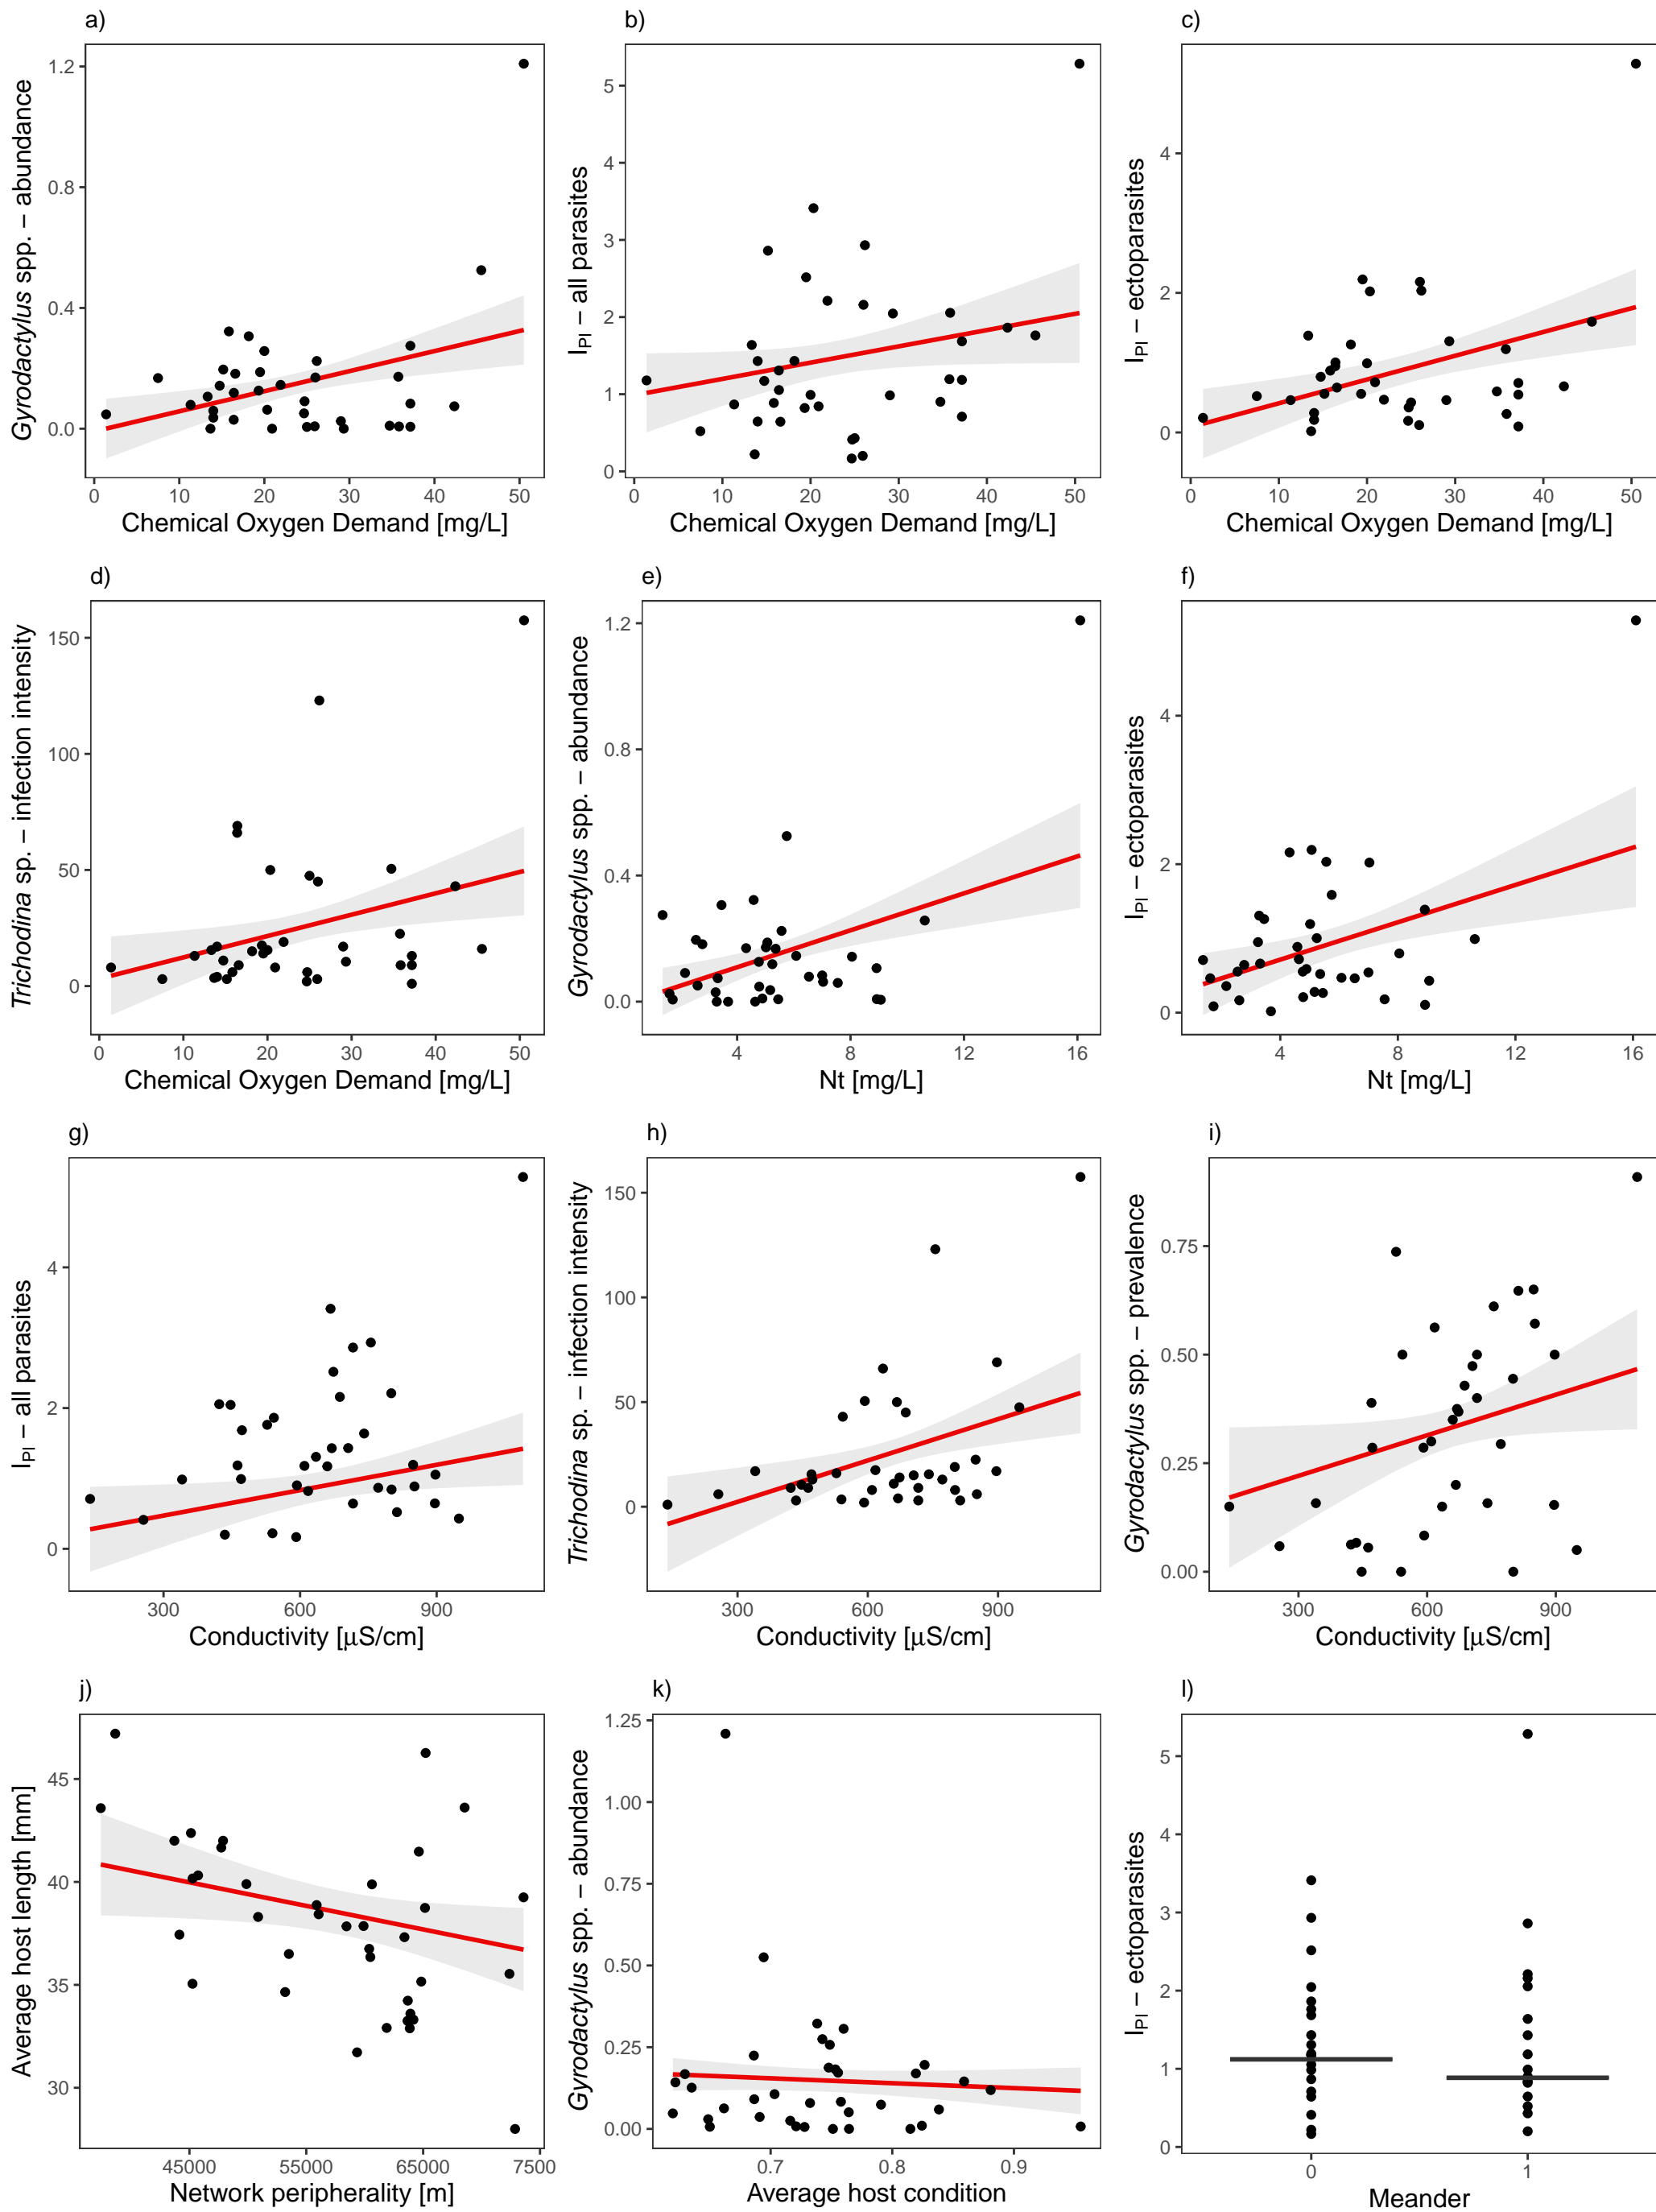 a)
Gyrodactylus spp. – abundance
1.2
0.8
0.4
0.0
0 10 20 30 40 50
Chemical Oxygen Demand [mg/L]
b)
IPI – all parasites
5
4
3
2
1
0
0 10 20 30 40 50
Chemical Oxygen Demand [mg/L]
c)
IPI – ectoparasites
4
2
0
0 10 20 30 40 50
Chemical Oxygen Demand [mg/L]
d)
Trichodina sp. – infection intensity
150
100
50
0
0 10 20 30 40 50
Chemical Oxygen Demand [mg/L]
e)
Gyrodactylus spp. – abundance
1.2
0.8
0.4
0.0
4 8 12 16
Nt [mg/L]
f)
IPI – ectoparasites
4
2
0
4 8 12 16
Nt [mg/L]
g)
IPI – all parasites
4
2
0
300 600 900
Conductivity [µS/cm]
h)
Trichodina sp. – infection intensity
150
100
50
0
300 600 900
Conductivity [µS/cm]
i)
Gyrodactylus spp. – prevalence
0.75
0.50
0.25
0.00
300 600 900
Conductivity [µS/cm]
j)
Average host length [mm]
45
40
35
30
45000 55000 65000 7500
Network peripherality [m]
k)
Gyrodactylus spp. – abundance
1.25
1.00
0.75
0.50
0.25
0.00
0.7 0.8 0.9
Average host condition
l)
IPI – ectoparasites
5
4
3
2
1
0
0 1
Meander